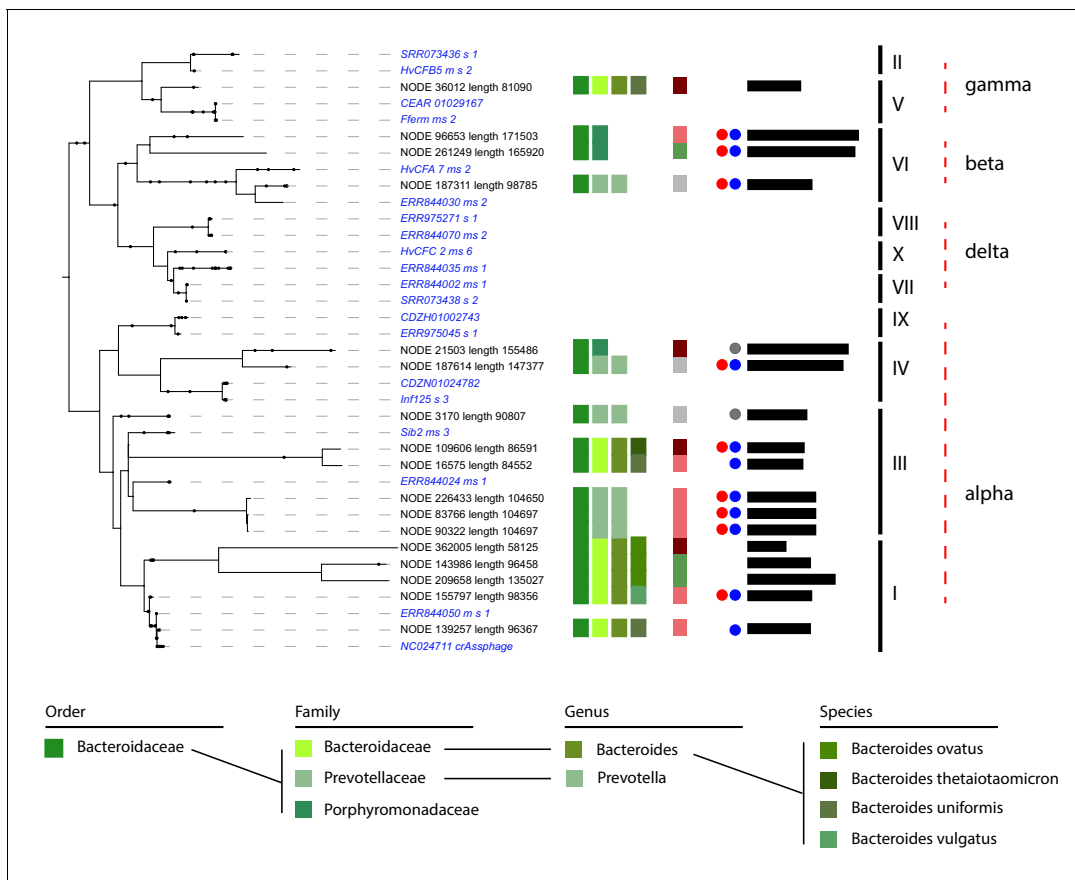 SRR073436 s 1
HvCFB5 m s 2
NODE 36012 length 81090
CEAR 01029167
Fferm ms 2
NODE 96653 length 171503
NODE 261249 length 165920
HvCFA 7 ms 2
NODE 187311 length 98785
ERR844030 ms 2
ERR975271 s 1
ERR844070 ms 2
HvCFC 2 ms 6
ERR844035 ms 1
ERR844002 ms 1
SRR073438 s 2
CDZH01002743
ERR975045 s 1
NODE 21503 length 155486
NODE 187614 length 147377
CDZN01024782
Inf125 s 3
NODE 3170 length 90807
Sib2 ms 3
NODE 109606 length 86591
NODE 16575 length 84552
ERR844024 ms 1
NODE 226433 length 104650
NODE 83766 length 104697
NODE 90322 length 104697
NODE 362005 length 58125
NODE 143986 length 96458
NODE 209658 length 135027
NODE 155797 length 98356
ERR844050 m s 1
NODE 139257 length 96367
NC024711 crAssphage
II
V
VI
VIII
X
VII
IX
IV
III
I
gamma
beta
delta
alpha
Order
Bacteroidaceae
Family
Bacteroidaceae
Prevotellaceae
Porphyromonadaceae
Genus
Bacteroides
Prevotella
Species
Bacteroides ovatus
Bacteroides thetaiotaomicron
Bacteroides uniformis
Bacteroides vulgatus